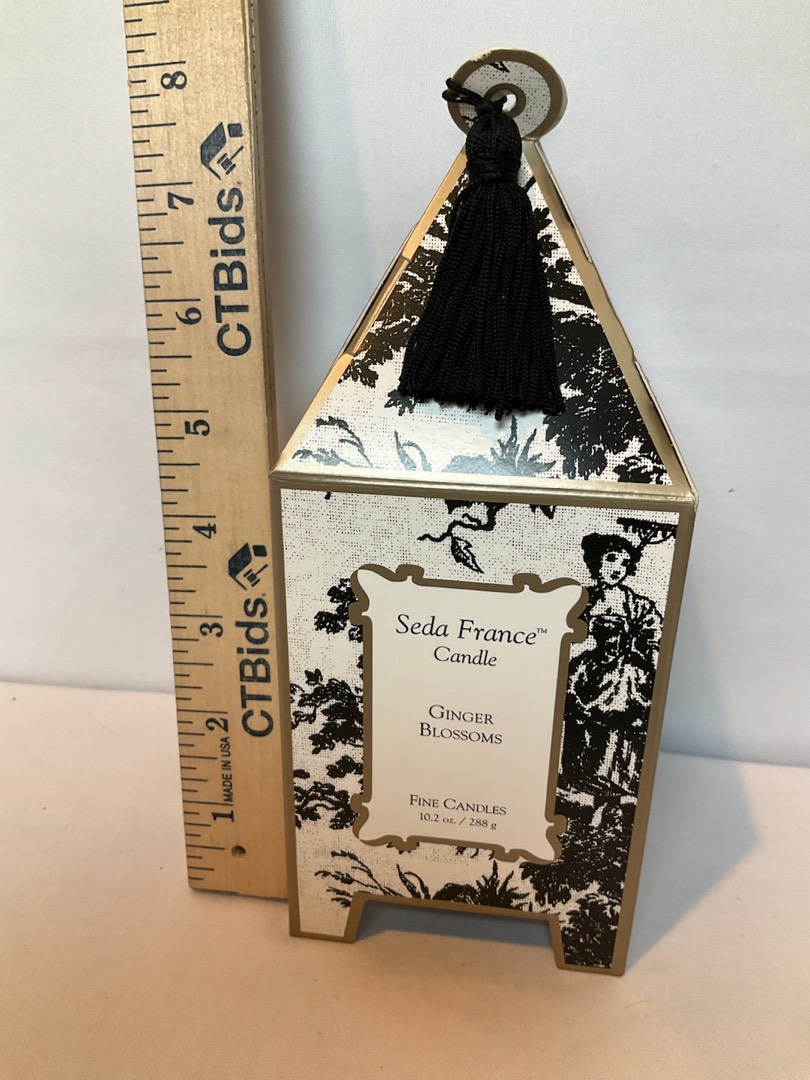 8
7
6
5
4
3
2
1
CTBids.
CTBids.
MADE IN USA
Seda France™
Candle
GINGER
BLOSSOMS
FINE CANDLES
10.2 oz. / 288 g